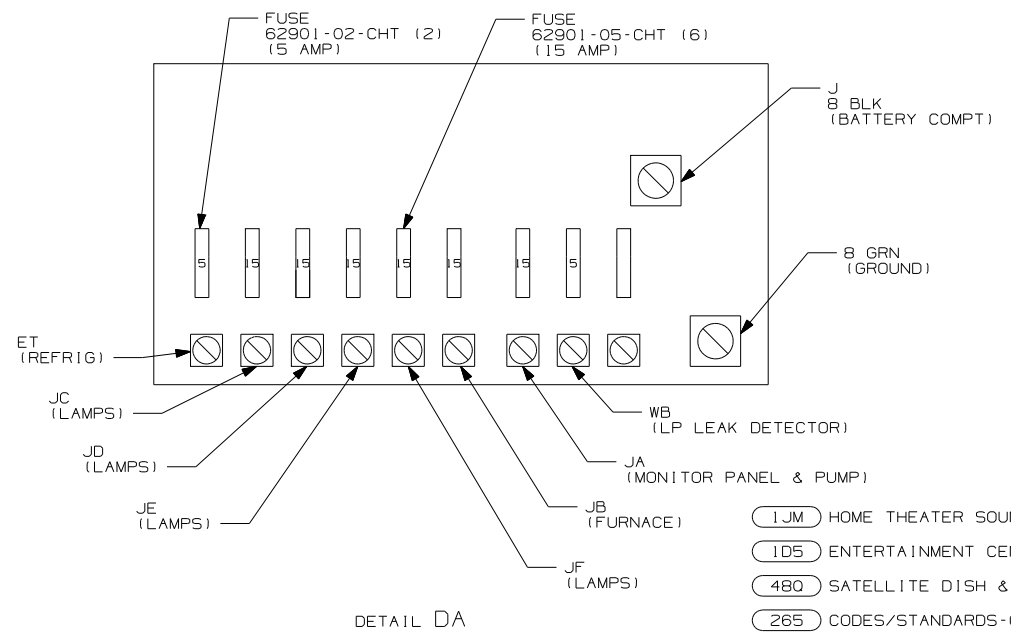 FUSE
62901-02-CHT (2)
(5 AMP)
FUSE
62901-05-CHT (6)
(15 AMP)
J
8 BLK
(BATTERY COMPT)
8 GRN
(GROUND)
5 15 15 15 15 15 15 5
ET
(REFRIG)
JC
(LAMPS)
JD
(LAMPS)
JE
(LAMPS)
WB
(LP LEAK DETECTOR)
JA
(MONITOR PANEL & PUMP)
JB
(FURNACE)
JF
(LAMPS)
1JM HOME THEATER SOU
1D5 ENTERTAINMENT CE
48Q SATELLITE DISH &
265 CODES/STANDARDS-
DETAIL DA